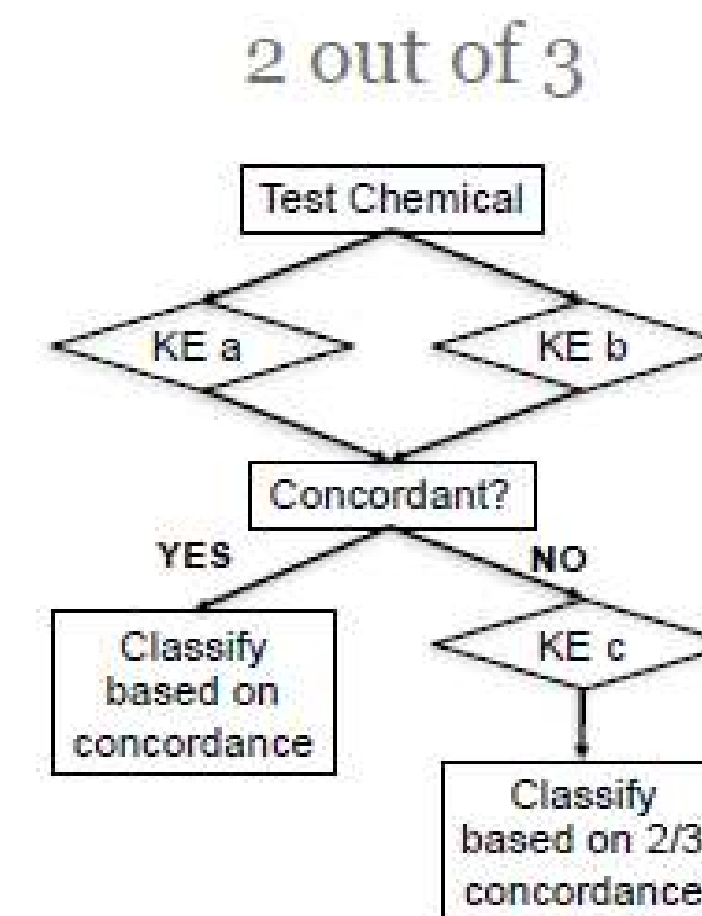 2 out of 3
Test Chemical
KE a
KE b
Concordant?
YES
NO
Classify
based on
concordance
KE c
Classify
based on 2/3
concordance